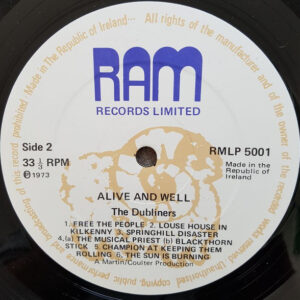 RAM
RECORDS LIMITED
Side 2
33 ⅓ RPM
℗ 1973
RMLP 5001
Made in the
Republic of
Ireland
ALIVE AND WELL
The Dubliners
1. FREE THE PEOPLE 2. LOUSE HOUSE IN
KILKENNY 3. SPRINGHILL DISASTER
4.(a) THE MUSICAL PRIEST (b) BLACKTHORN
STICK 5. CHAMPION AT KEEPING THEM
ROLLING 6. THE SUN IS BURNING
A Martin/Coulter Production
Made in The Republic of Ireland... All rights of the manufacturer and of the owner of the recorded work
copying public performance and broadcasting of this record prohibited